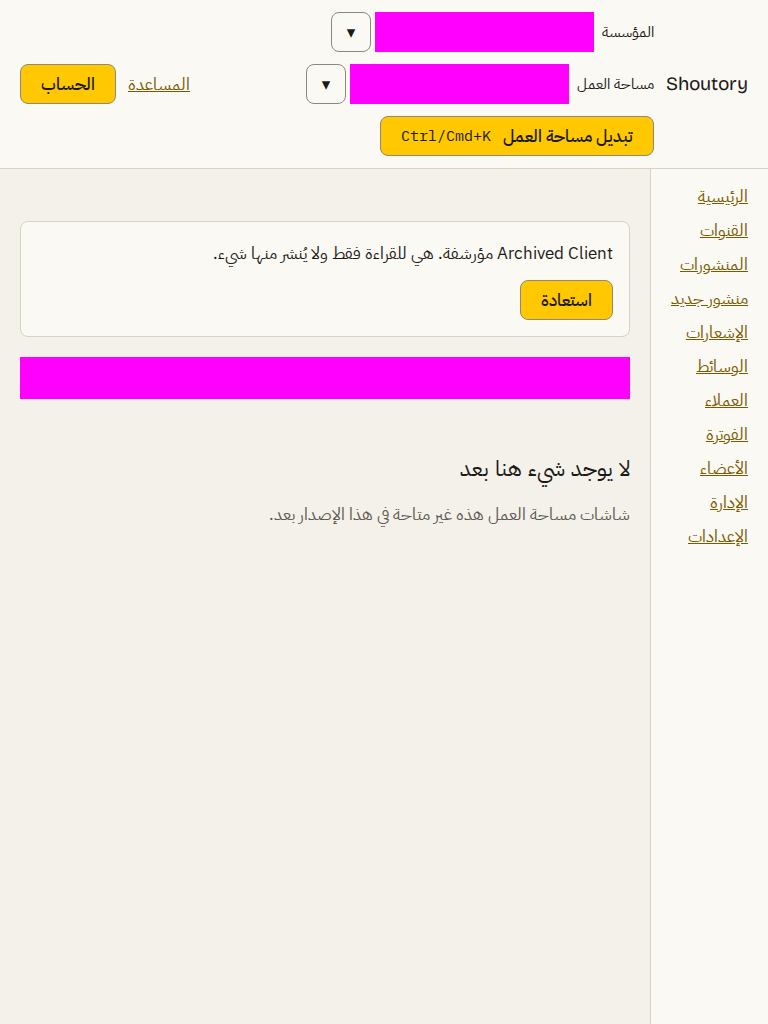 المؤسسة
▼
Shoutory
مساحة العمل
▼
تبديل مساحة العمل Ctrl/Cmd+K
المساعدة
الحساب
الرئيسية
القنوات
المنشورات
منشور جديد
الإشعارات
الوسائط
العملاء
الفوترة
الأعضاء
الإدارة
الإعدادات
Archived Client مؤرشفة. هي للقراءة فقط ولا يُنشر منها شيء.
استعادة
لا يوجد شيء هنا بعد
شاشات مساحة العمل هذه غير متاحة في هذا الإصدار بعد.